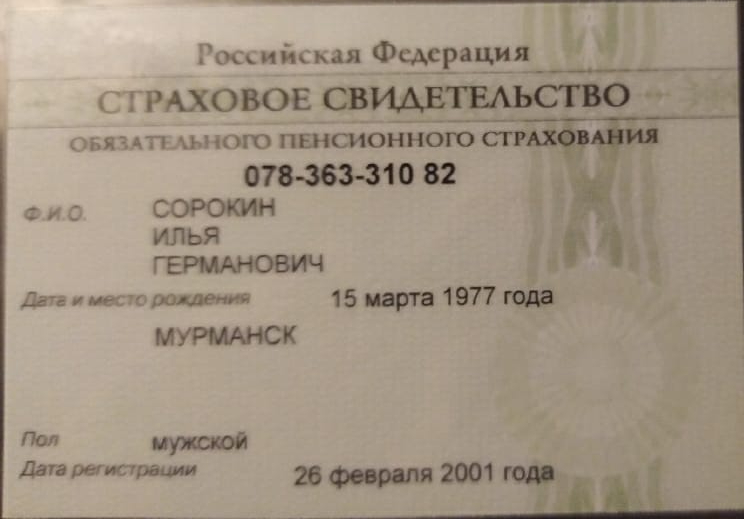 Российская Федерация
СТРАХОВОЕ СВИДЕТЕЛЬСТВО
ОБЯЗАТЕЛЬНОГО ПЕНСИОННОГО СТРАХОВАНИЯ
078-363-310 82
Ф.И.О. СОРОКИН
ИЛЬЯ
ГЕРМАНОВИЧ
Дата и место рождения 15 марта 1977 года
МУРМАНСК
Пол мужской
Дата регистрации 26 февраля 2001 года